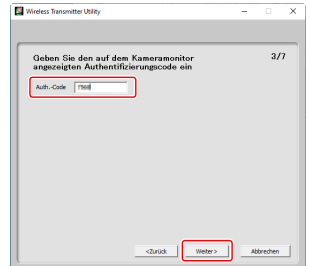 Wireless Transmitter Utility
Geben Sie den auf dem Kameramonitor 3/7
angezeigten Authentifizierungscode ein
Auth.-Code
<Zurück Weiter> Abbrechen